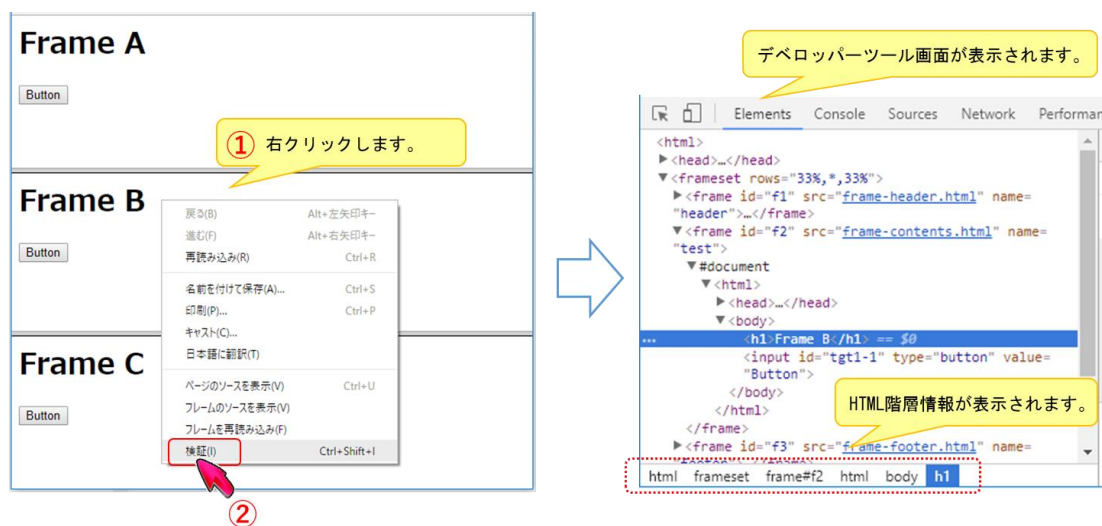 Frame A
Button
① 右クリックします。
Frame B
Button
戻る(B) Alt+左矢印キー
進む(F) Alt+右矢印キー
再読み込み(R) Ctrl+R
名前を付けて保存(A)... Ctrl+S
印刷(P)... Ctrl+P
キャスト(C)...
日本語に翻訳(T)
ページのソースを表示(V) Ctrl+U
フレームのソースを表示(V)
フレームを再読み込み(F)
検証(I) Ctrl+Shift+I
②
Frame C
Button
デベロッパーツール画面が表示されます。
Elements Console Sources Network Performan
<html>
▶<head>…</head>
▼<frameset rows="33%,*,33%">
▶<frame id="f1" src="frame-header.html" name=
"header">…</frame>
▼<frame id="f2" src="frame-contents.html" name=
"test">
▼#document
▼<html>
▶<head>…</head>
▼<body>
... <h1>Frame B</h1> == $0
<input id="tgt1-1" type="button" value=
"Button">
</body>
</html>
</frame>
HTML階層情報が表示されます。
▶<frame id="f3" src="frame-footer.html" name=
html frameset frame#f2 html body h1